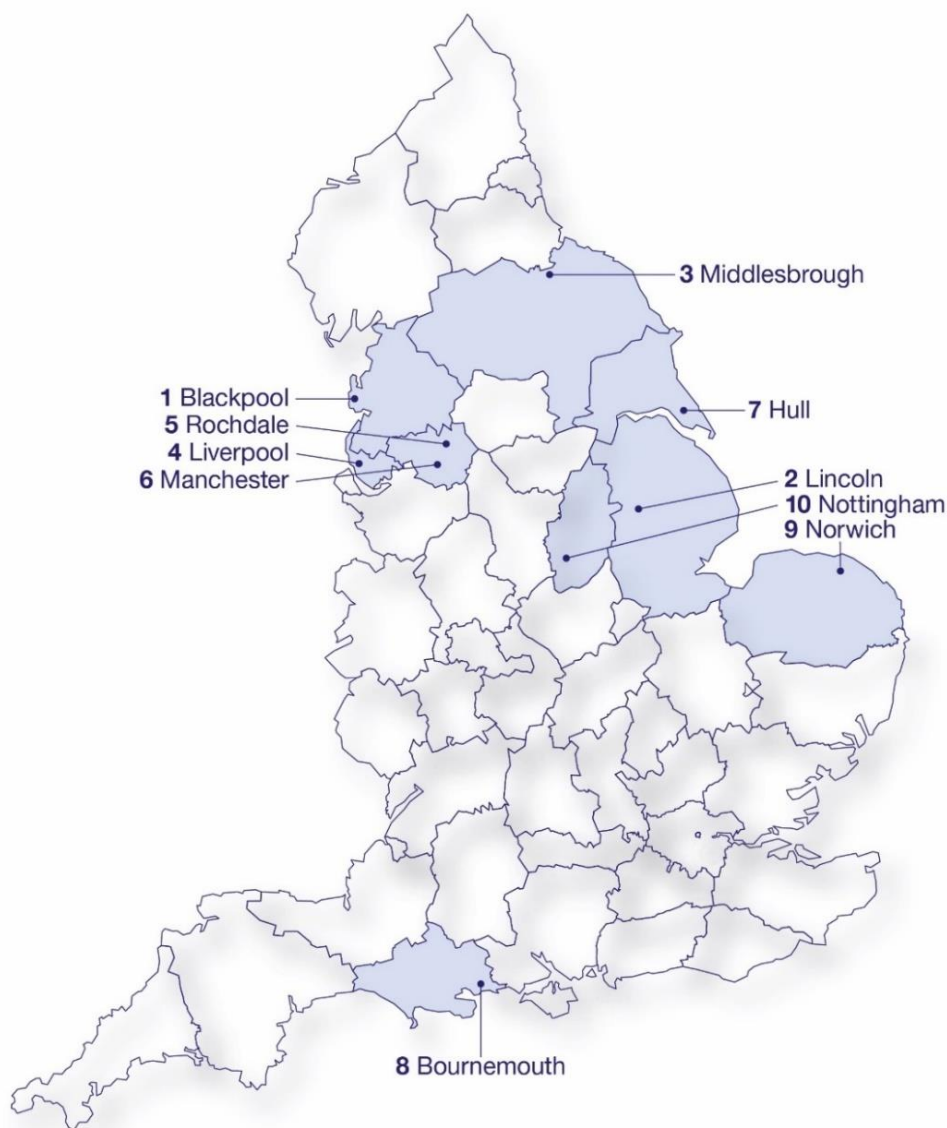 3 Middlesbrough
1 Blackpool
5 Rochdale
4 Liverpool
6 Manchester
7 Hull
2 Lincoln
10 Nottingham
9 Norwich
8 Bournemouth